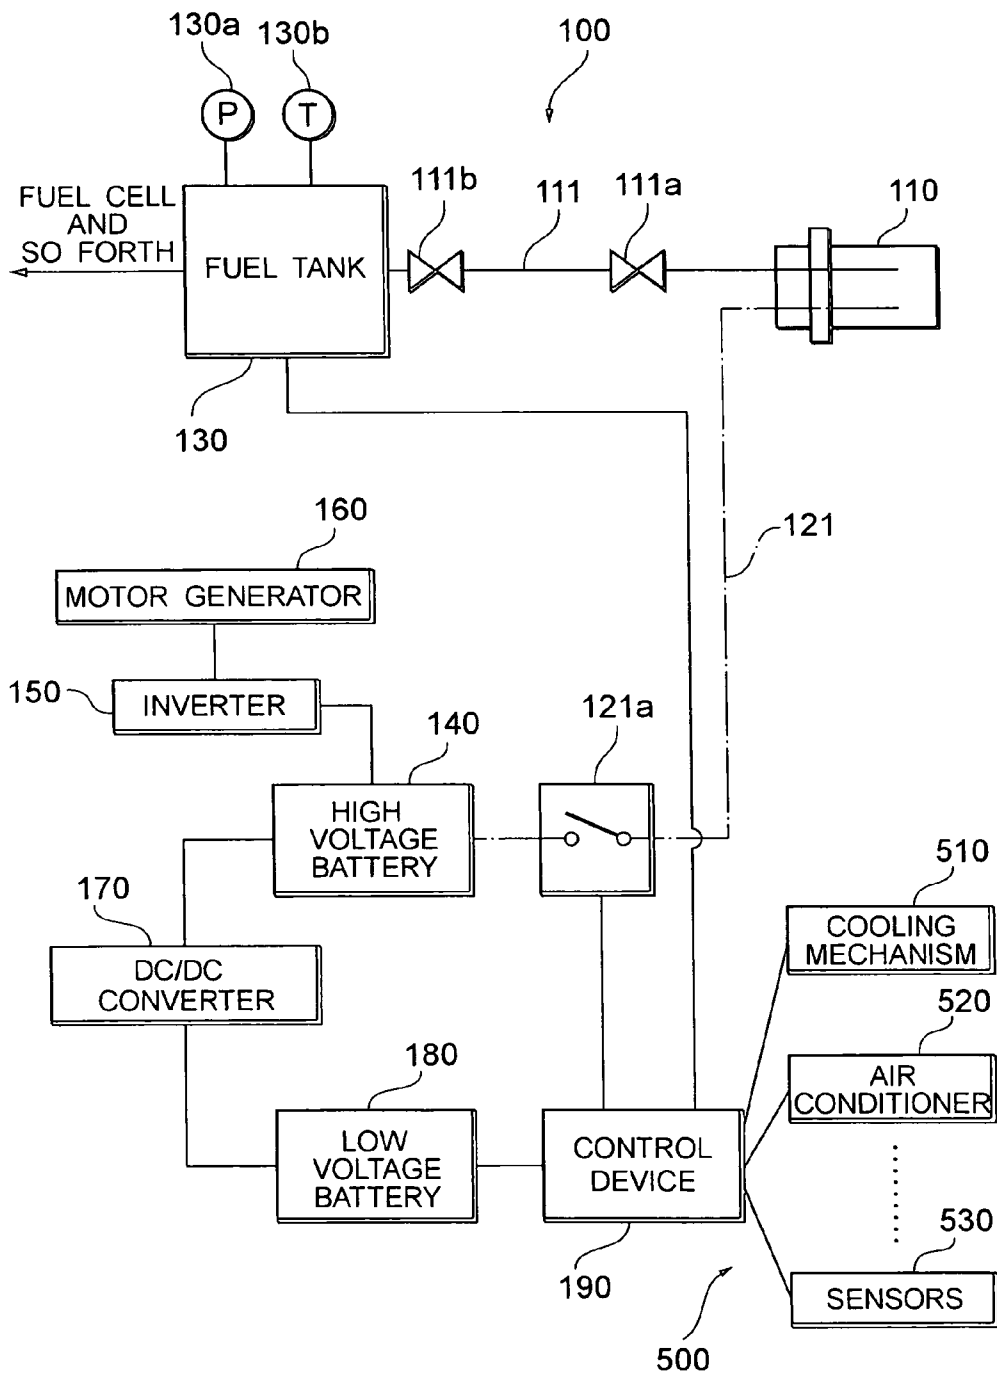 130a
130b
100
P
T
FUEL CELL
AND
SO FORTH
111b
111
111a
110
FUEL TANK
130
121
160
MOTOR GENERATOR
150
INVERTER
140
121a
HIGH
VOLTAGE
BATTERY
510
COOLING
MECHANISM
170
DC/DC
CONVERTER
520
AIR
CONDITIONER
180
LOW
VOLTAGE
BATTERY
CONTROL
DEVICE
530
SENSORS
190
500